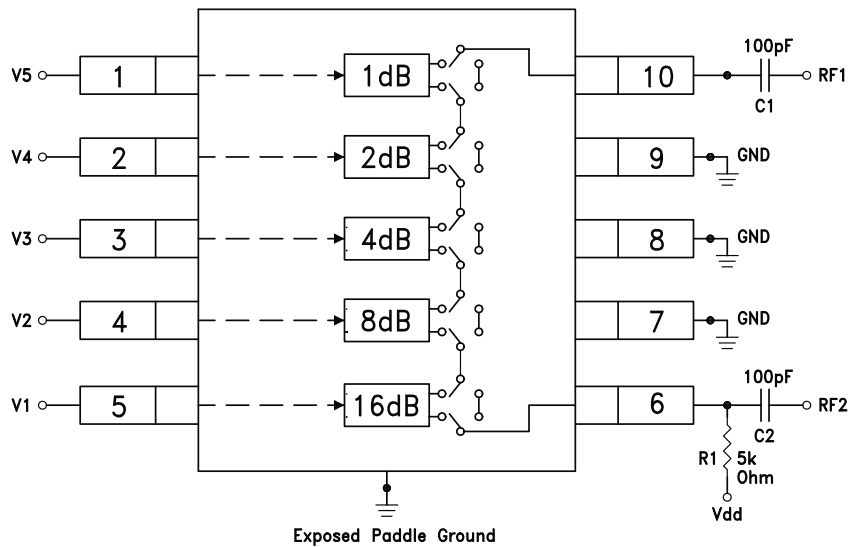 100pF
V5 1 1dB 10 RF1
C1
V4 2 2dB 9 GND
V3 3 4dB 8 GND
V2 4 8dB 7 GND
100pF
V1 5 16dB 6 RF2
C2
R1 5k
Ohm
Vdd
Exposed Paddle Ground